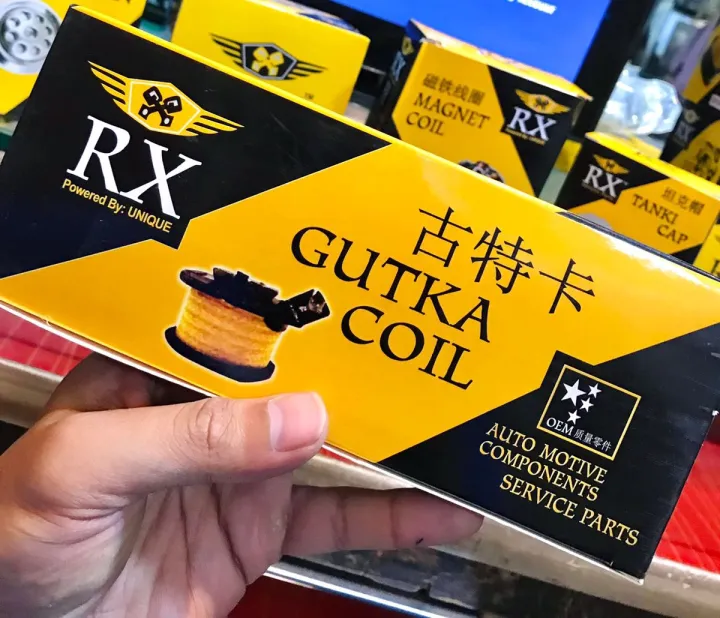 RX
Powered By: UNIQUE
古特卡
GUTKA
COIL
OEM 质量零件
AUTO MOTIVE
COMPONENTS
SERVICE PARTS
磁铁线圈
MAGNET
COIL
RX
RX
坦克帽
TANKI
CAP